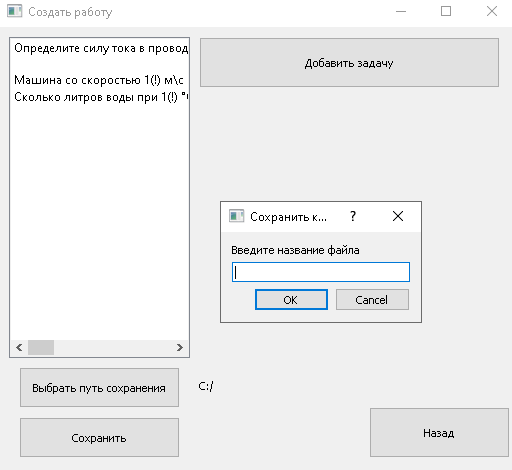 Создать работу
Определите силу тока в провод
Добавить задачу
Машина со скоростью 1(!) м\с
Сколько литров воды при 1(!) °
Сохранить к...
?
Введите название файла
OK
Cancel
Выбрать путь сохранения
C:/
Сохранить
Назад